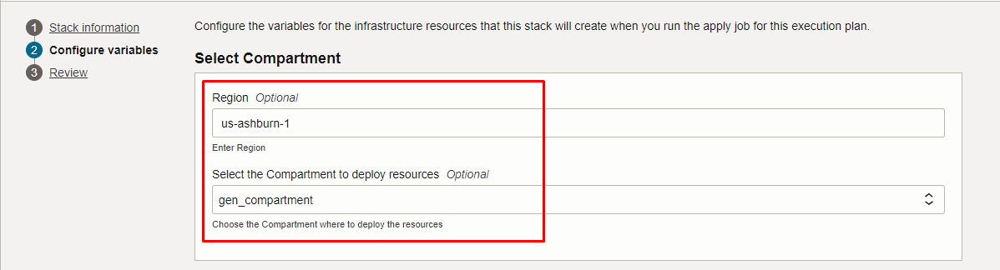 1 Stack information
2 Configure variables
3 Review
Configure the variables for the infrastructure resources that this stack will create when you run the apply job for this execution plan.
Select Compartment
Region Optional
us-ashburn-1
Enter Region
Select the Compartment to deploy resources Optional
gen_compartment
Choose the Compartment where to deploy the resources